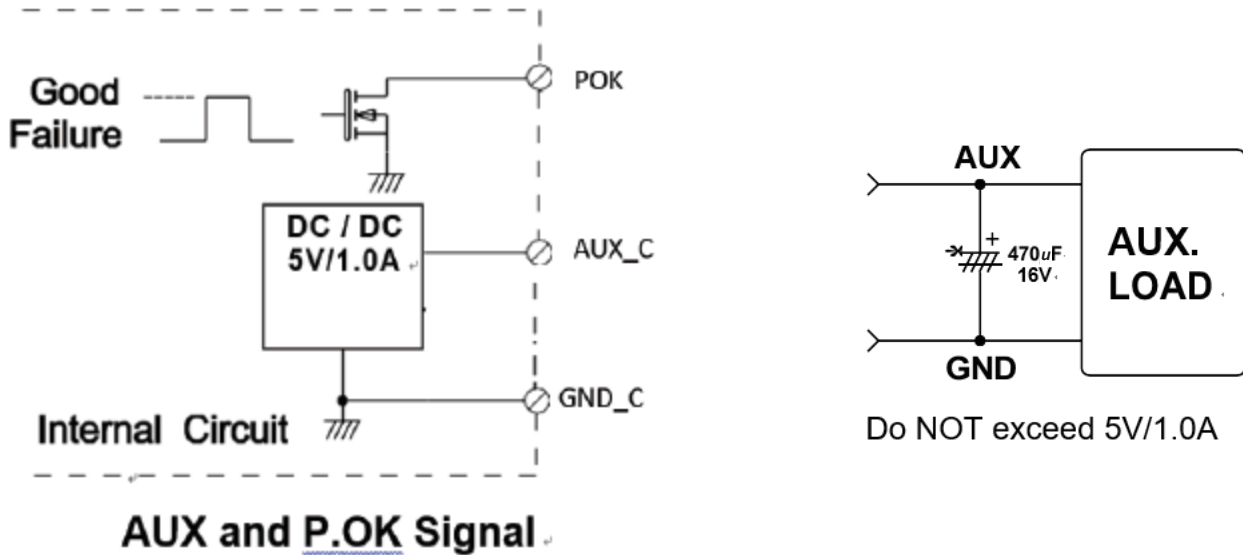 Good
Failure
POK
DC / DC
5V/1.0A
AUX_C
GND_C
Internal Circuit
AUX and P.OK Signal
AUX
+
470uF
16V
AUX.
LOAD
GND
Do NOT exceed 5V/1.0A